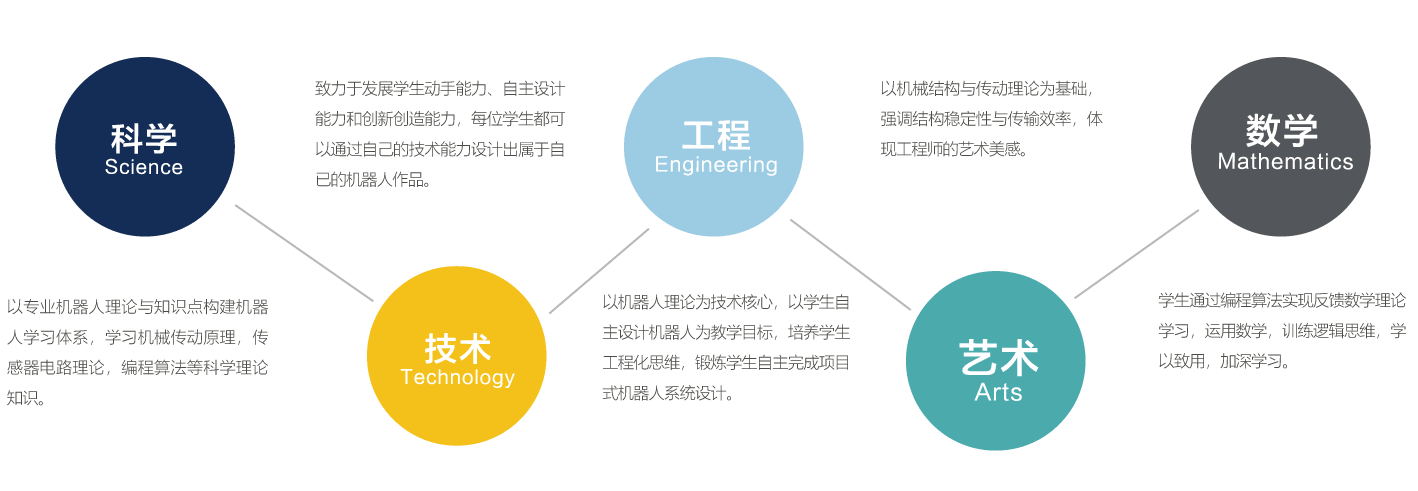 科学
Science
以专业机器人理论与知识点构建机器
人学习体系，学习机械传动原理，传
感器电路理论，编程算法等科学理论
知识。
致力于发展学生动手能力、自主设计
能力和创新创造能力，每位学生都可
以通过自己的技术能力设计出属于自
已的机器人作品。
技术
Technology
工程
Engineering
以机器人理论为技术核心，以学生自
主设计机器人为教学目标，培养学生
工程化思维，锻炼学生自主完成项目
式机器人系统设计。
以机械结构与传动理论为基础，
强调结构稳定性与传输效率，体
现工程师的艺术美感。
艺术
Arts
数学
Mathematics
学生通过编程算法实现反馈数学理论
学习，运用数学，训练逻辑思维，学
以致用，加深学习。